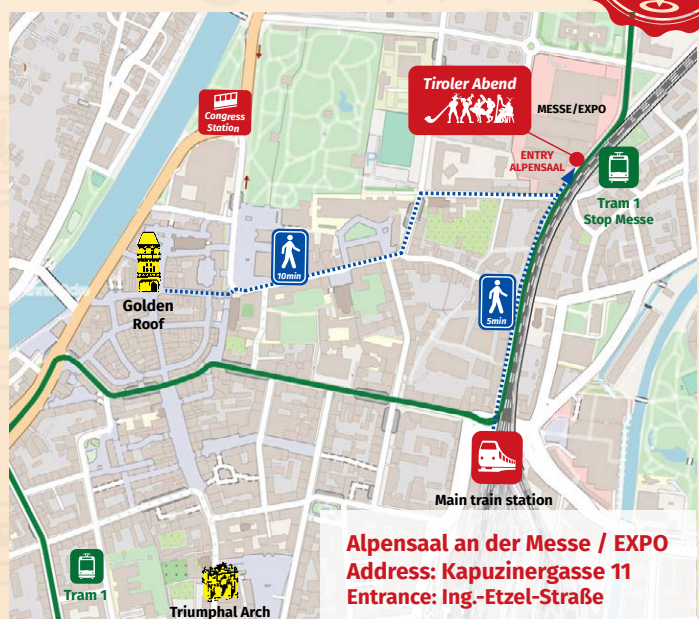 Congress
Station
Tiroler Abend
MESSE/EXPO
ENTRY
ALPENSAAL
Tram 1
Stop Messe
10min
Golden
Roof
5min
Main train station
Tram 1
Triumphal Arch
Alpensaal an der Messe / EXPO
Address: Kapuzinergasse 11
Entrance: Ing.-Etzel-Straße